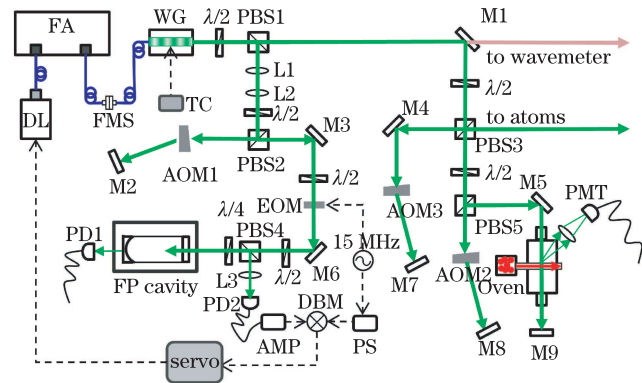 FA
WG
λ/2
PBS1
M1
to wavemeter
L1
L2
λ/2
λ/2
DL
FMS
TC
M4
to atoms
M3
PBS2
PBS3
M2
AOM1
λ/2
λ/2
M5
PMT
EOM
AOM3
PBS5
λ/4
PBS4
PD1
15 MHz
M6
AOM2
FP cavity
L3
λ/2
M7
Oven
PD2
DBM
M8
M9
AMP
PS
servo